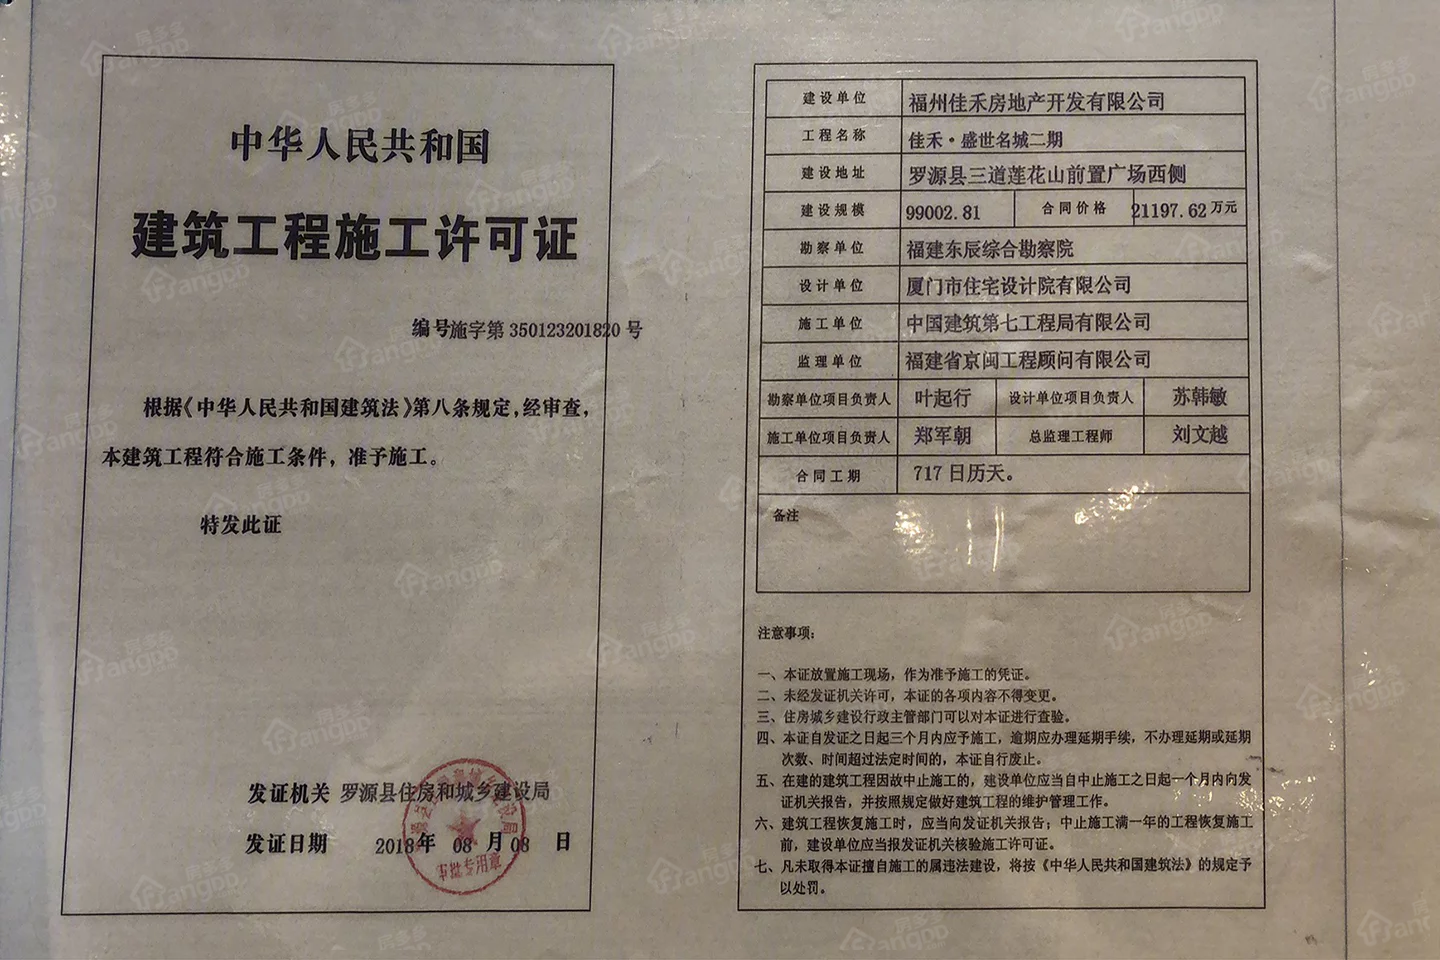 中华人民共和国
建筑工程施工许可证
编号施字第 350123201820 号
根据《中华人民共和国建筑法》第八条规定,经审查,
本建筑工程符合施工条件，准予施工。
特发此证
发证机关 罗源县住房和城乡建设局
发证日期 2018年 08 月 08 日
审批专用章
建设单位 福州佳禾房地产开发有限公司
工程名称 佳禾·盛世名城二期
建设地址 罗源县三道莲花山前置广场西侧
建设规模 99002.81 合同价格 21197.62 万元
勘察单位 福建东辰综合勘察院
设计单位 厦门市住宅设计院有限公司
施工单位 中国建筑第七工程局有限公司
监理单位 福建省京闽工程顾问有限公司
勘察单位项目负责人 叶起行 设计单位项目负责人 苏韩敏
施工单位项目负责人 郑军朝 总监理工程师 刘文越
合同工期 717 日历天。
备注
注意事项:
一、本证放置施工现场，作为准予施工的凭证。
二、未经发证机关许可，本证的各项内容不得变更。
三、住房城乡建设行政主管部门可以对本证进行查验。
四、本证自发证之日起三个月内应予施工，逾期应办理延期手续，不办理延期或延期
次数、时间超过法定时间的，本证自行废止。
五、在建的建筑工程因故中止施工的，建设单位应当自中止施工之日起一个月内向发
证机关报告，并按照规定做好建筑工程的维护管理工作。
六、建筑工程恢复施工时，应当向发证机关报告；中止施工满一年的工程恢复施工
前，建设单位应当报发证机关核验施工许可证。
七、凡未取得本证擅自施工的属违法建设，将按《中华人民共和国建筑法》的规定予
以处罚。